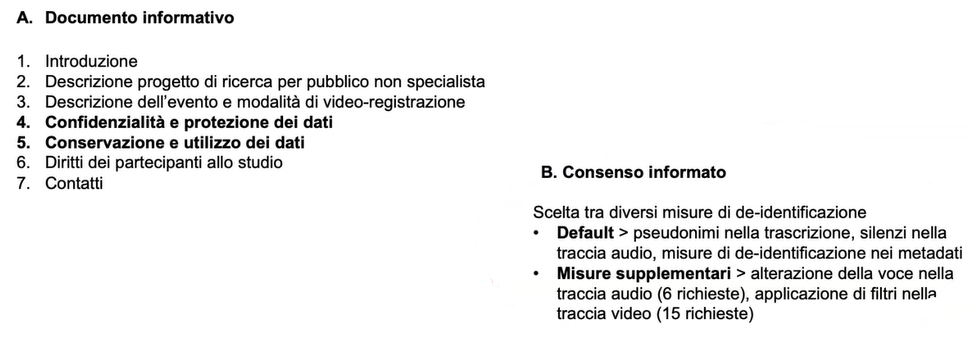 A. Documento informativo
1. Introduzione
2. Descrizione progetto di ricerca per pubblico non specialista
3. Descrizione dell'evento e modalità di video-registrazione
4. Confidenzialità e protezione dei dati
5. Conservazione e utilizzo dei dati
6. Diritti dei partecipanti allo studio
7. Contatti
B. Consenso informato
Scelta tra diversi misure di de-identificazione
• Default > pseudonimi nella trascrizione, silenzi nella
traccia audio, misure di de-identificazione nei metadati
• Misure supplementari > alterazione della voce nella
traccia audio (6 richieste), applicazione di filtri nella
traccia video (15 richieste)